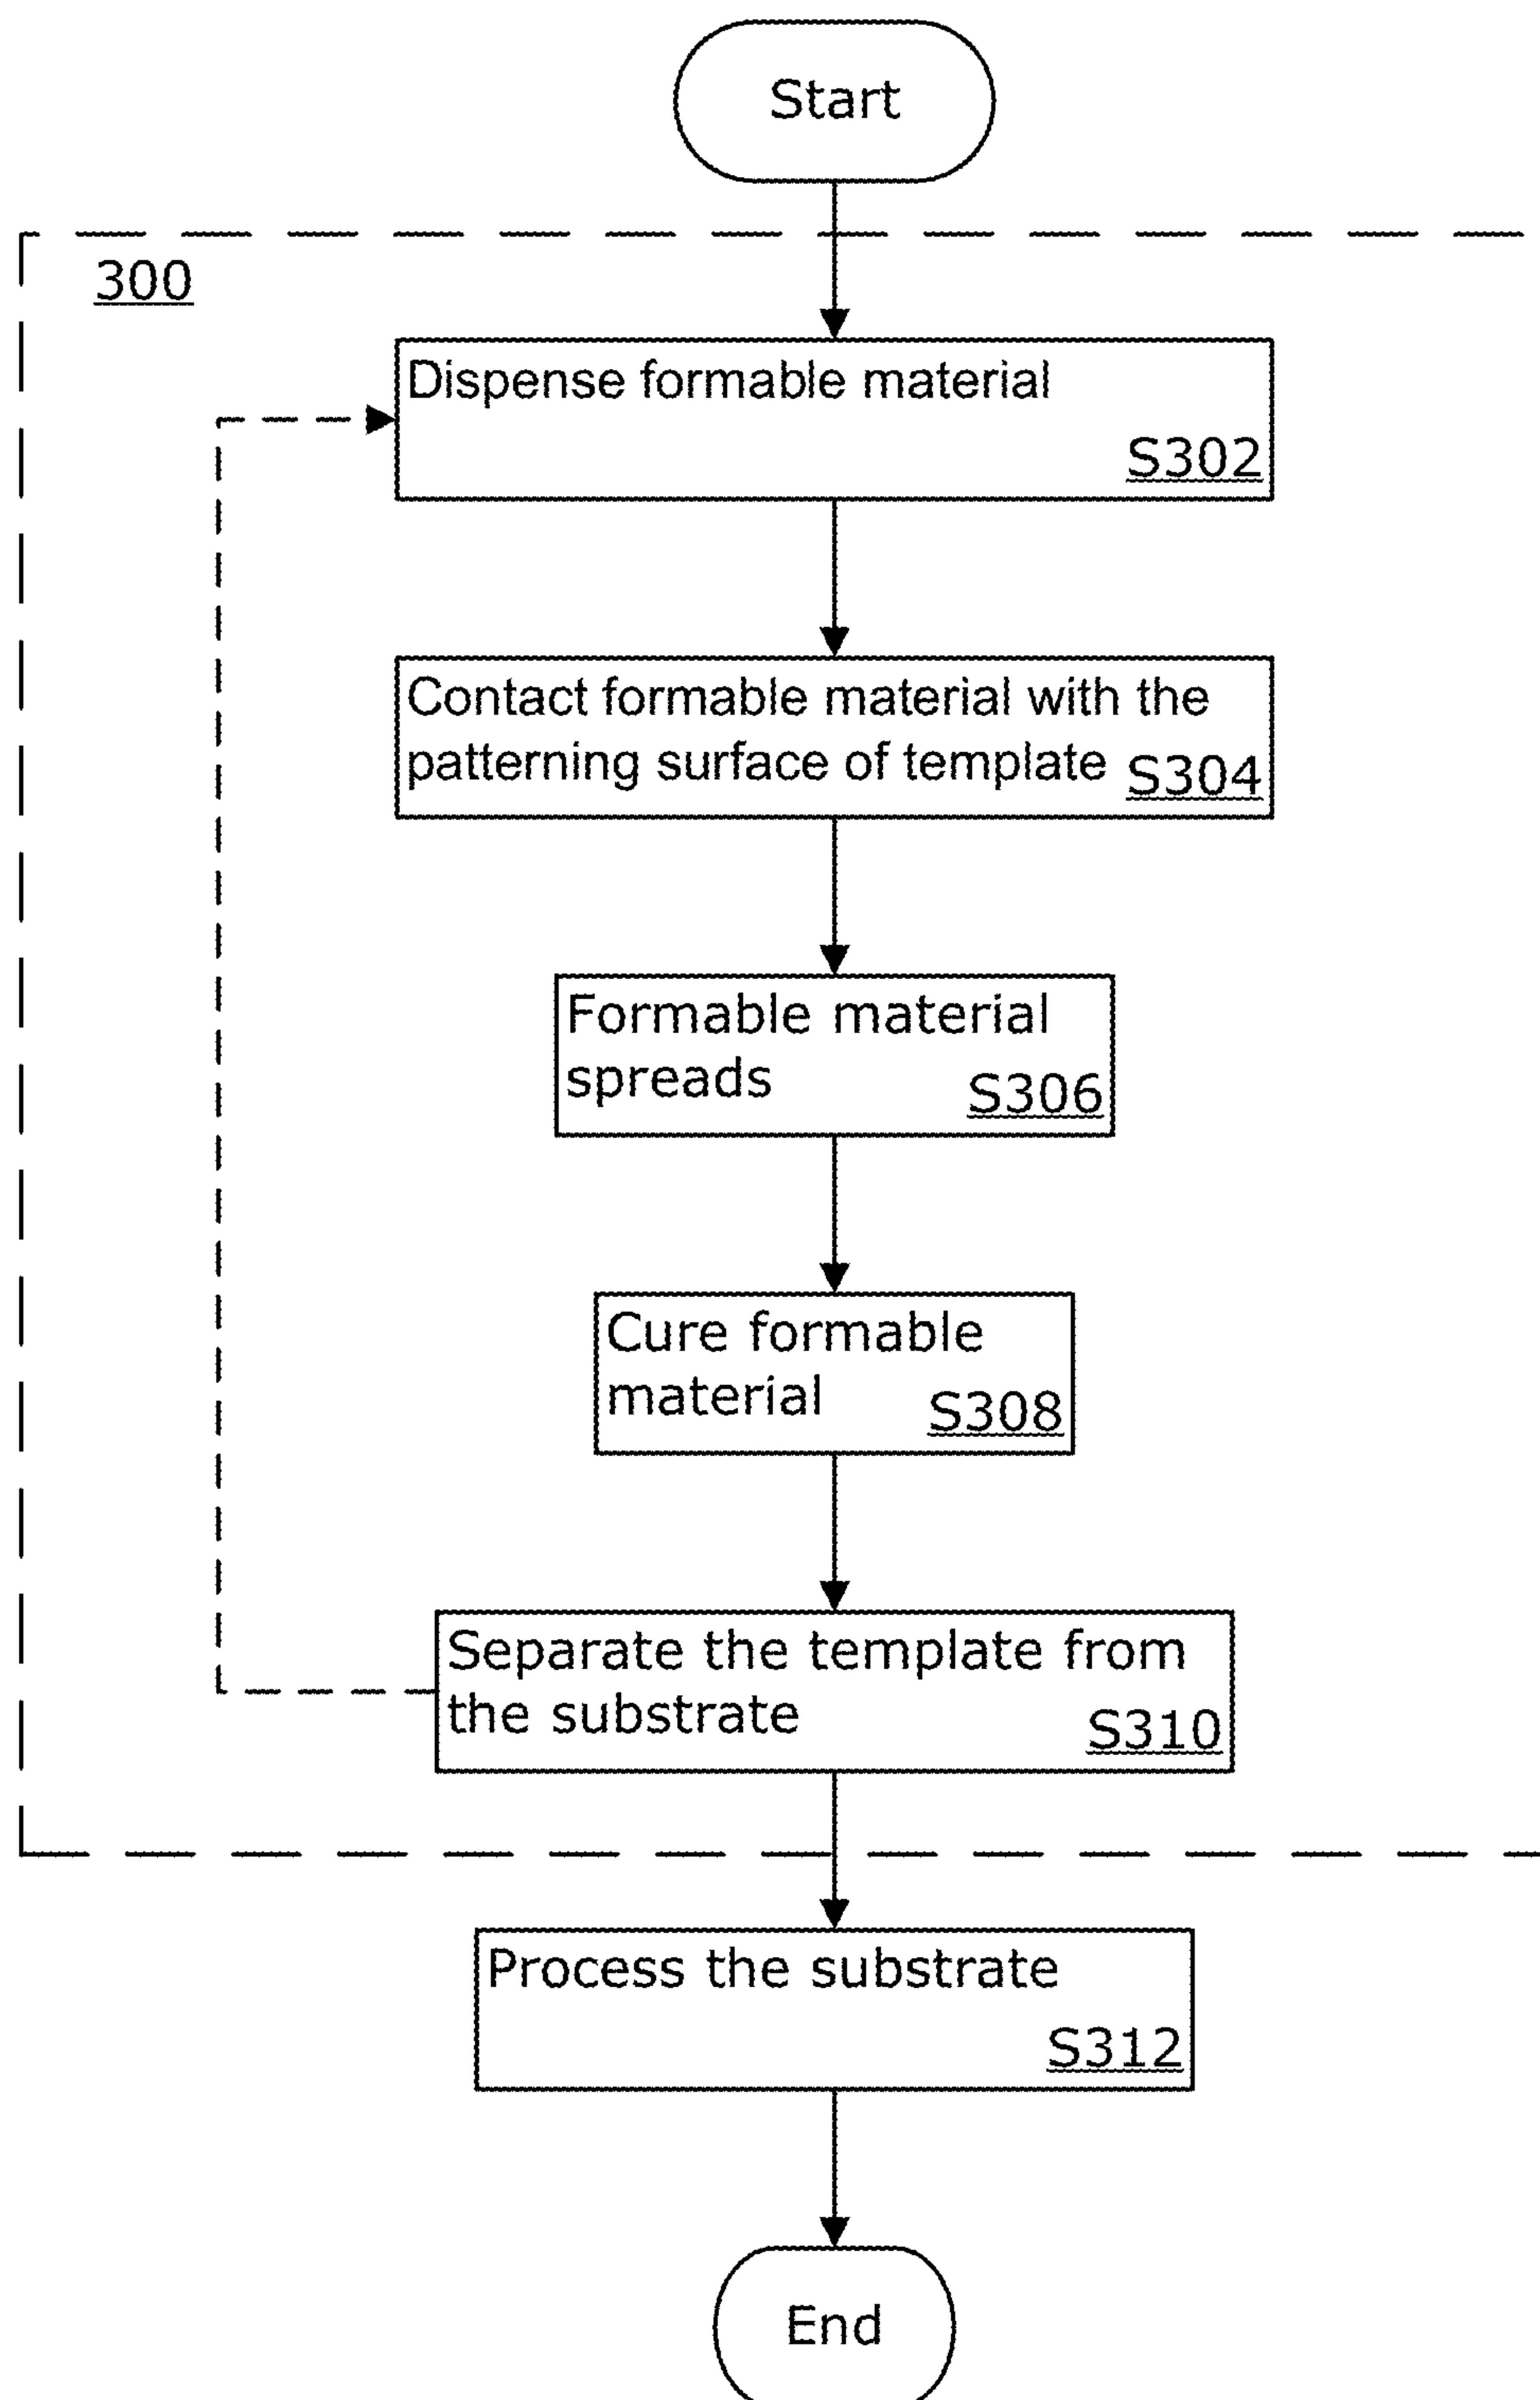 Start
300
Dispense formable material
S302
Contact formable material with the
patterning surface of template S304
Formable material
spreads S306
Cure formable
material S308
Separate the template from
the substrate S310
Process the substrate
S312
End